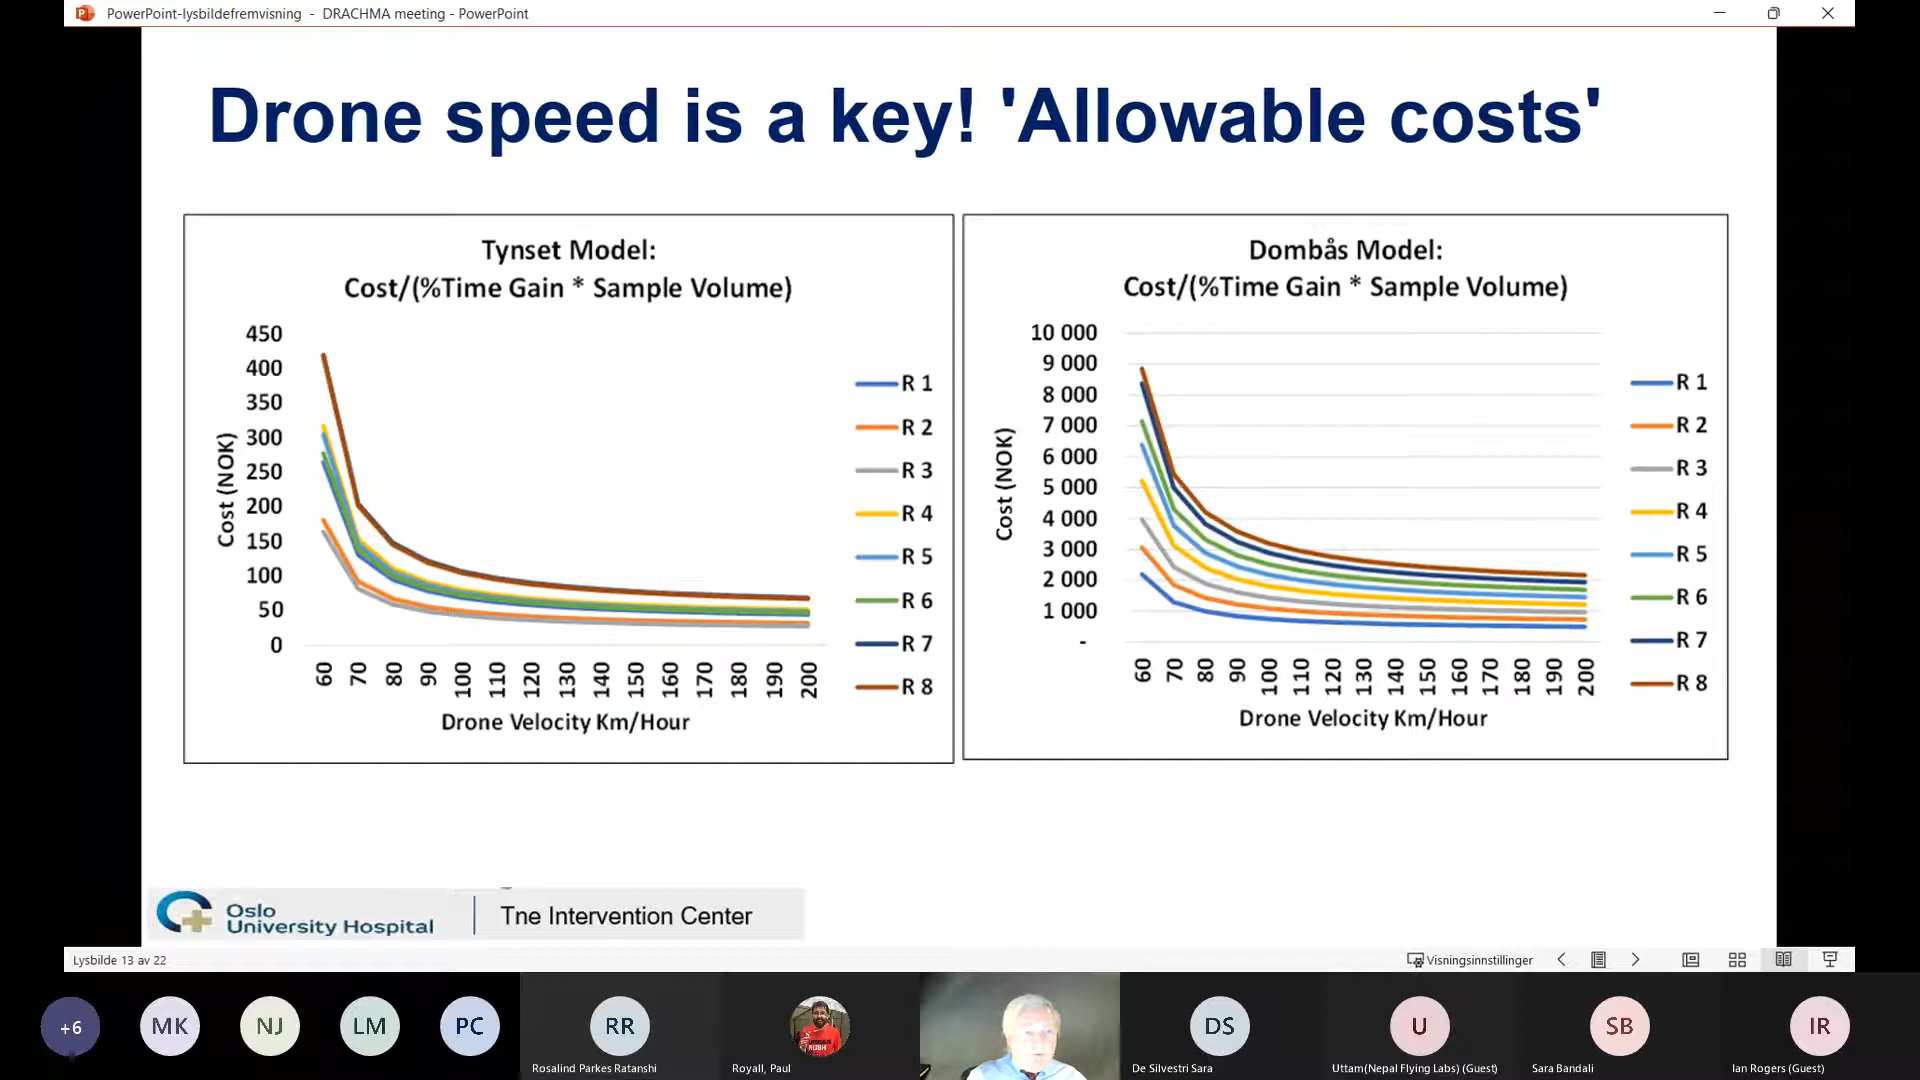 PowerPoint-lysbildefremvisning - DRACHMA meeting - PowerPoint
Drone speed is a key! 'Allowable costs'
Tynset Model:
Cost/(%Time Gain * Sample Volume)
Cost (NOK)
450
400
350
300
250
200
150
100
50
0
60 70 80 90 100 110 120 130 140 150 160 170 180 190 200
Drone Velocity Km/Hour
R 1
R 2
R 3
R 4
R 5
R 6
R 7
R 8
Dombås Model:
Cost/(%Time Gain * Sample Volume)
Cost (NOK)
10 000
9 000
8 000
7 000
6 000
5 000
4 000
3 000
2 000
1 000
-
60 70 80 90 100 110 120 130 140 150 160 170 180 190 200
Drone Velocity Km/Hour
R 1
R 2
R 3
R 4
R 5
R 6
R 7
R 8
Oslo
University Hospital
Tne Intervention Center
Lysbilde 13 av 22
Visningsinnstillinger
+6 MK NJ LM PC RR DS U SB IR
Rosalind Parkes Ratanshi Royall, Paul De Silvestri Sara Uttam(Nepal Flying Labs) (Guest) Sara Bandali Ian Rogers (Guest)